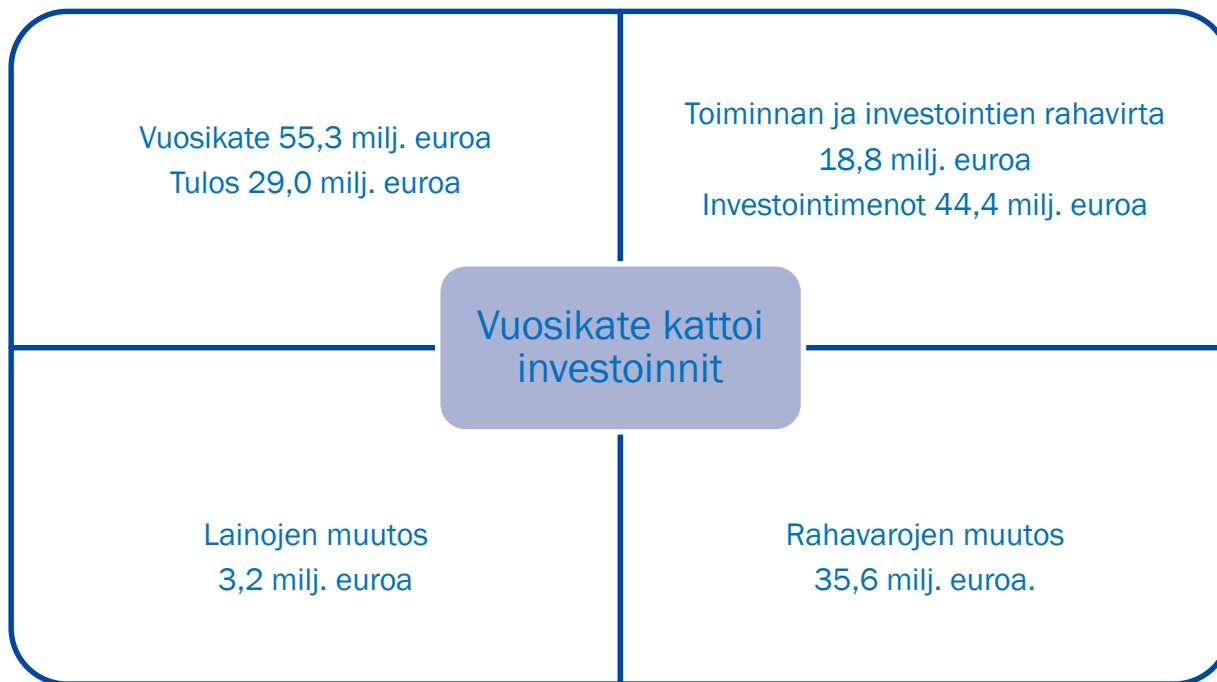 Vuosikate 55,3 milj. euroa
Tulos 29,0 milj. euroa
Toiminnan ja investointien rahavirta
18,8 milj. euroa
Investointimenot 44,4 milj. euroa
Vuosikate kattoi
investoinnit
Lainojen muutos
3,2 milj. euroa
Rahavarojen muutos
35,6 milj. euroa.